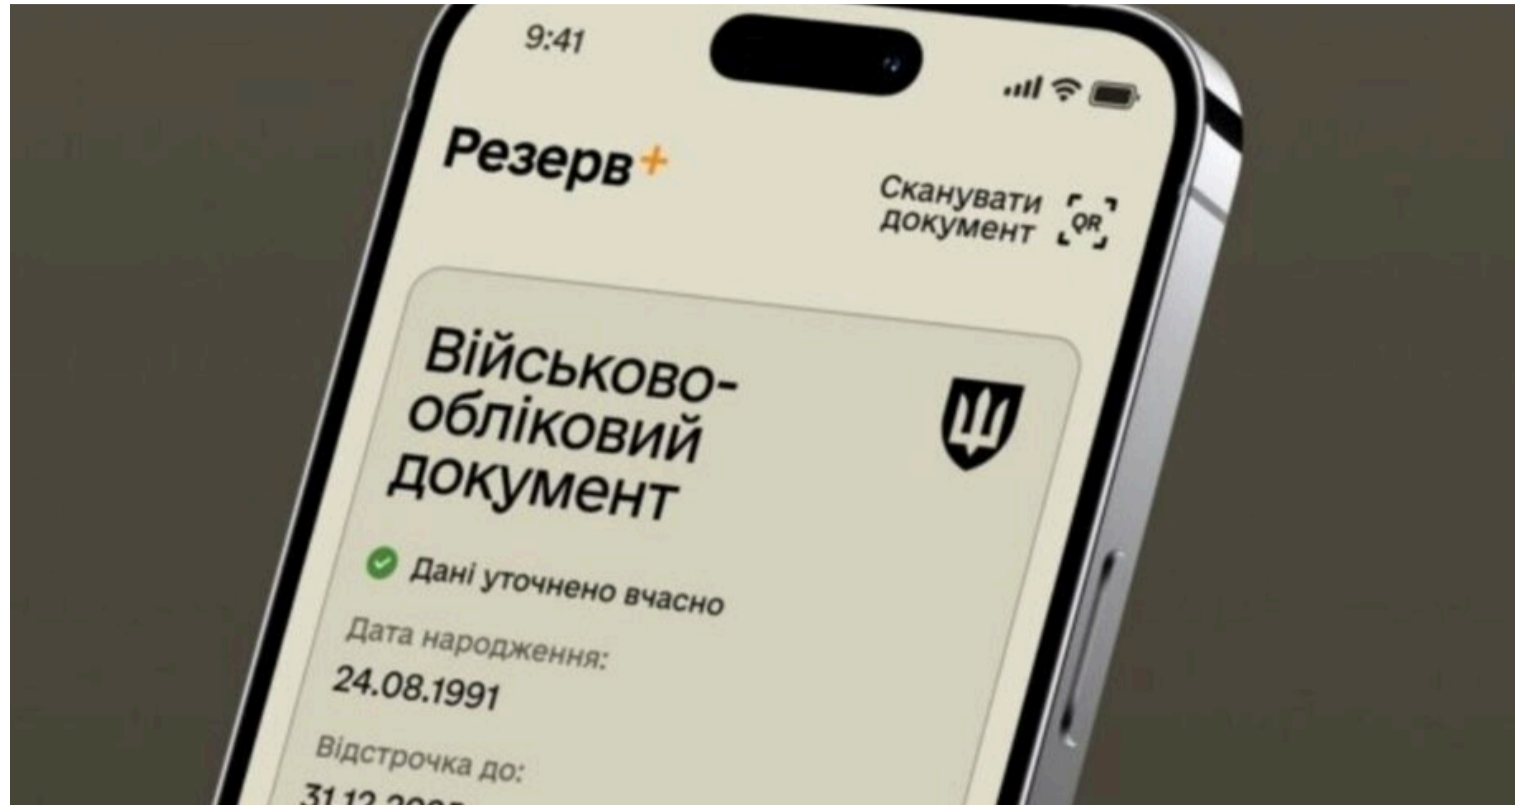 9:41
Резерв+
Сканувати
документ
QR
Військово-
обліковий
документ
Дані уточнено вчасно
Дата народження:
24.08.1991
Відстрочка до: